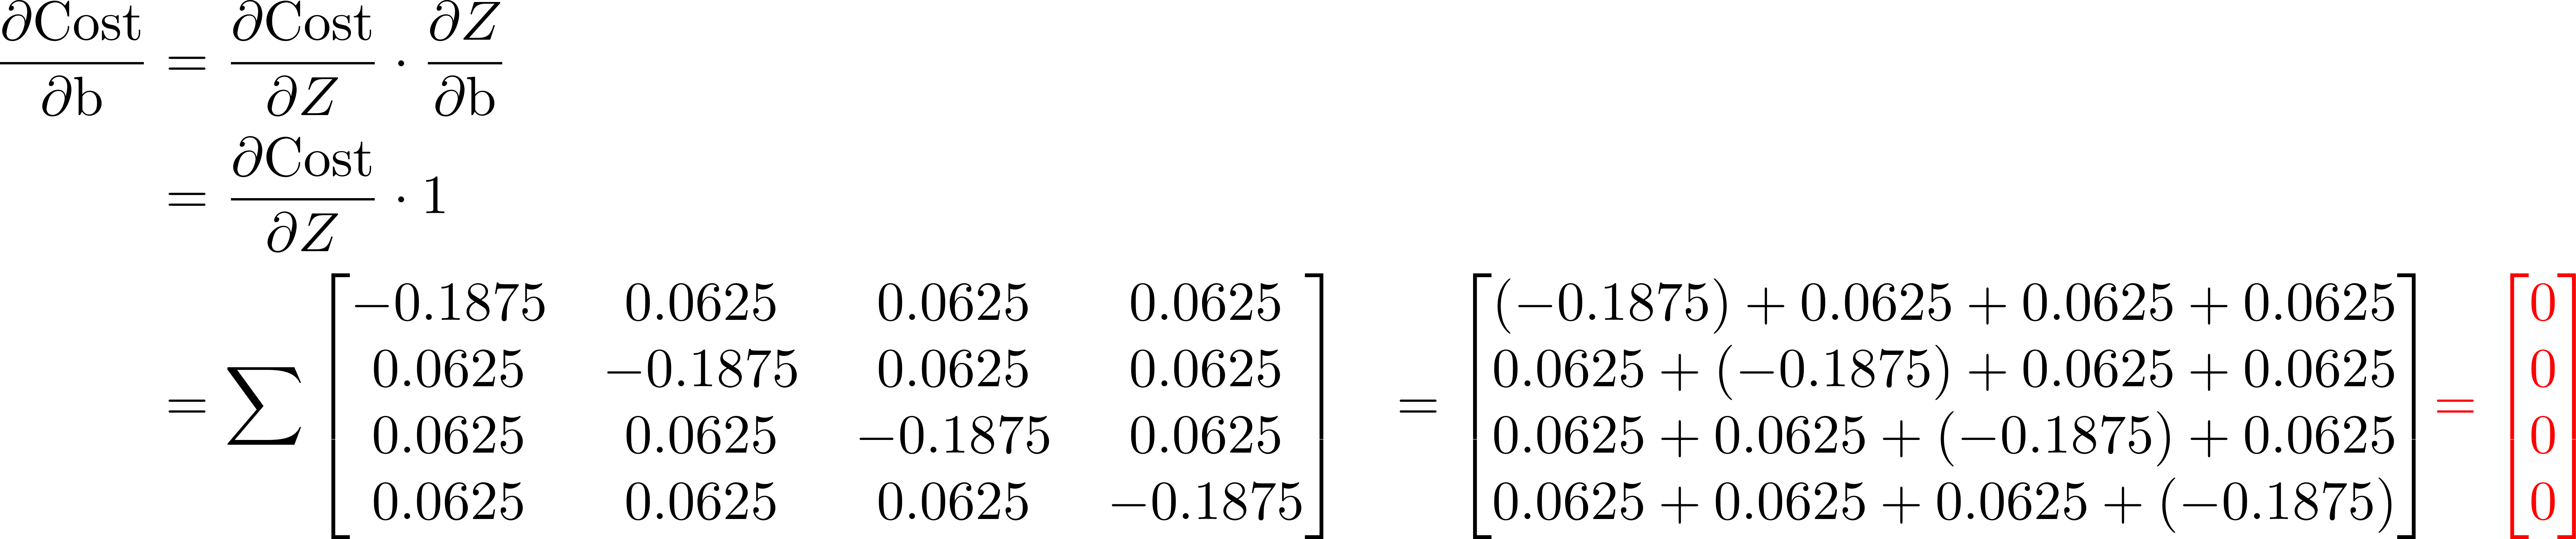 ∂Cost/∂b = ∂Cost/∂Z · ∂Z/∂b
= ∂Cost/∂Z · 1
= ∑ [−0.1875 0.0625 0.0625 0.0625 = [(−0.1875) + 0.0625 + 0.0625 + 0.0625 = [0
0.0625 −0.1875 0.0625 0.0625 0.0625 + (−0.1875) + 0.0625 + 0.0625 0
0.0625 0.0625 −0.1875 0.0625 0.0625 + 0.0625 + (−0.1875) + 0.0625 0
0.0625 0.0625 0.0625 −0.1875] 0.0625 + 0.0625 + 0.0625 + (−0.1875)] 0]